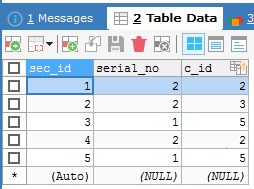 1 Messages 2 Table Data
sec_id serial_no c_id
1 2 2
2 2 3
3 1 5
4 2 2
5 1 5
* (Auto) (NULL) (NULL)